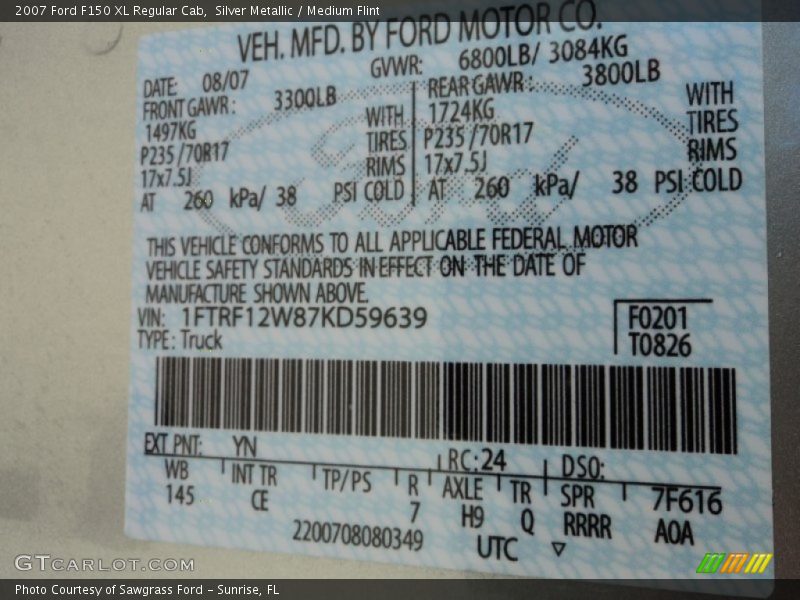 2007 Ford F150 XL Regular Cab,  Silver Metallic / Medium Flint
VEH. MFD. BY FORD MOTOR CO.
DATE: 08/07
GVWR: 6800LB/ 3084KG
FRONT GAWR: 3300LB
1497KG
P235/70R17
17x7.5J
WITH
TIRES
RIMS
AT 260 kPa/ 38 PSI COLD
REAR GAWR: 3800LB
1724KG
P235/70R17
17x7.5J
WITH
TIRES
RIMS
AT 260 kPa/ 38 PSI COLD
Ford
THIS VEHICLE CONFORMS TO ALL APPLICABLE FEDERAL MOTOR
VEHICLE SAFETY STANDARDS IN EFFECT ON THE DATE OF
MANUFACTURE SHOWN ABOVE.
VIN: 1FTRF12W87KD59639
TYPE: Truck
F0201
T0826
EXT PNT: YN
RC: 24 DSO:
WB INT TR TP/PS R AXLE TR SPR 7F616
145 CE 7 H9 Q RRRR A0A
2200708080349 UTC ▽
GTCARLOT.COM
Photo Courtesy of Sawgrass Ford – Sunrise, FL